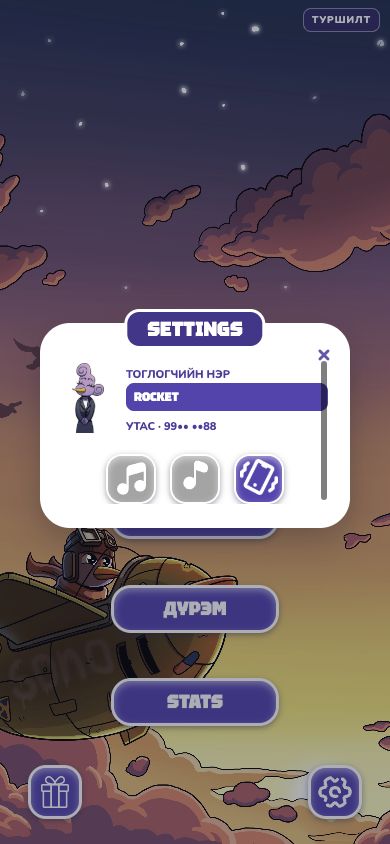 ТУРШИЛТ
SETTINGS
ТОГЛОГЧИЙН НЭР
ROCKET
УТАС · 99•• ••88
ДҮРЭМ
STATS